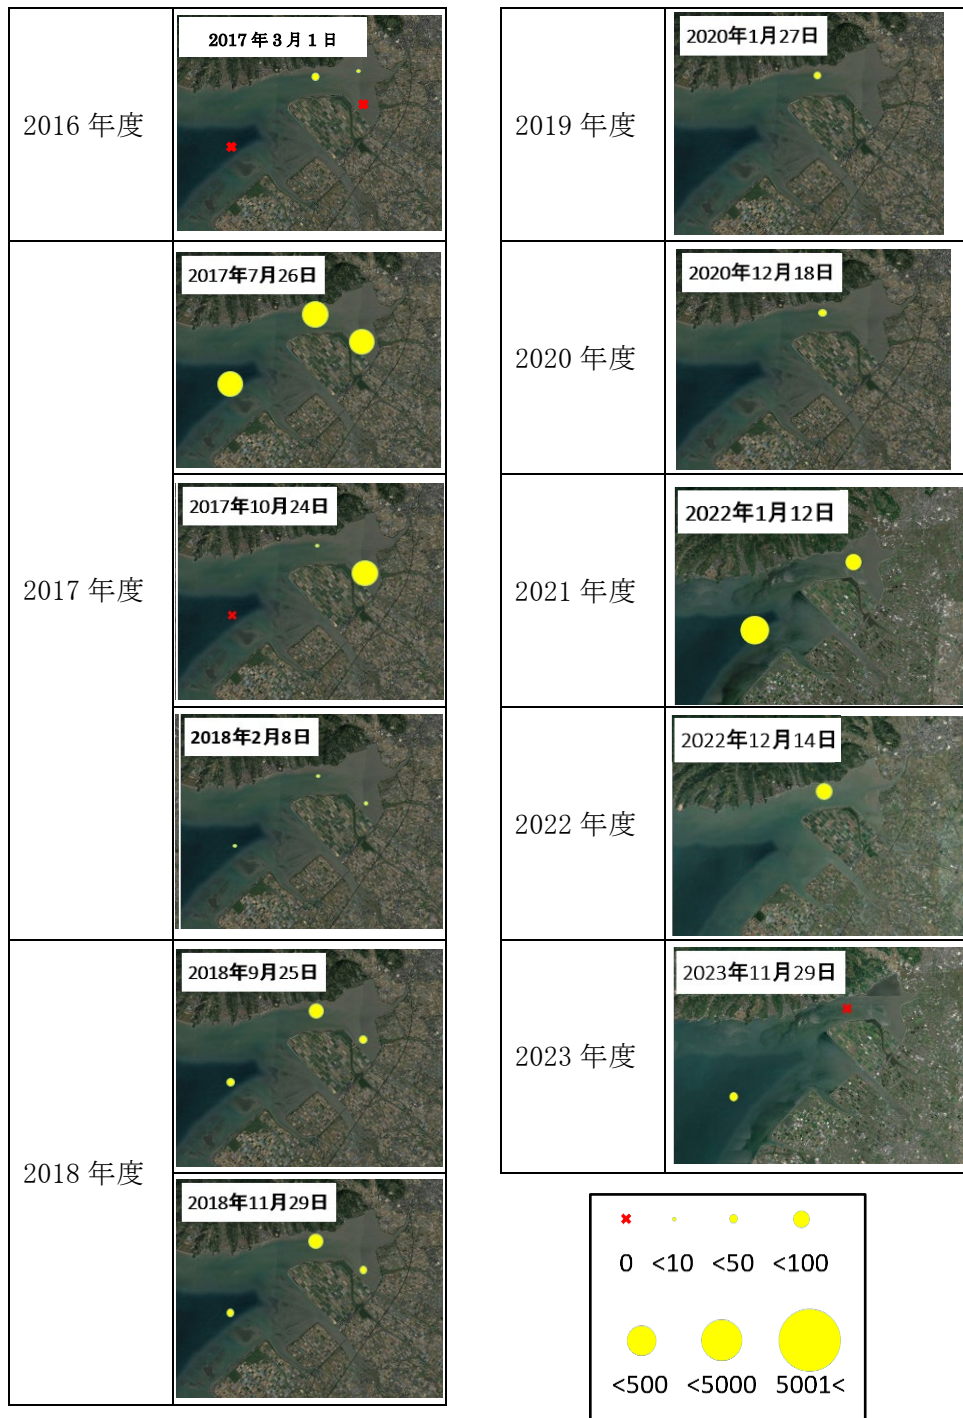 2016 年度
2017 年 3 月 1 日
2017 年度
2017年7月26日
2017年10月24日
2018年2月8日
2018 年度
2018年9月25日
2018年11月29日
2019 年度
2020年1月27日
2020 年度
2020年12月18日
2021 年度
2022年1月12日
2022 年度
2022年12月14日
2023 年度
2023年11月29日
0 <10 <50 <100
<500 <5000 5001<